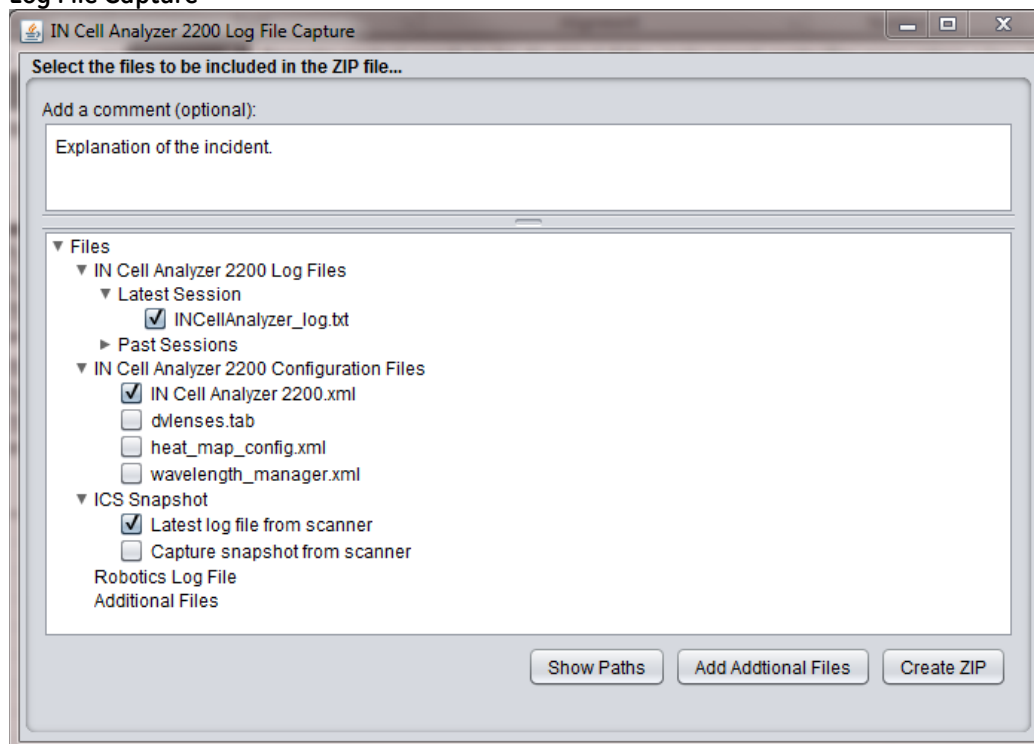 Log File Capture
IN Cell Analyzer 2200 Log File Capture
Select the files to be included in the ZIP file...
Add a comment (optional):
Explanation of the incident.
Files
IN Cell Analyzer 2200 Log Files
Latest Session
INCellAnalyzer_log.txt
Past Sessions
IN Cell Analyzer 2200 Configuration Files
IN Cell Analyzer 2200.xml
dvlenses.tab
heat_map_config.xml
wavelength_manager.xml
ICS Snapshot
Latest log file from scanner
Capture snapshot from scanner
Robotics Log File
Additional Files
Show Paths Add Addtional Files Create ZIP